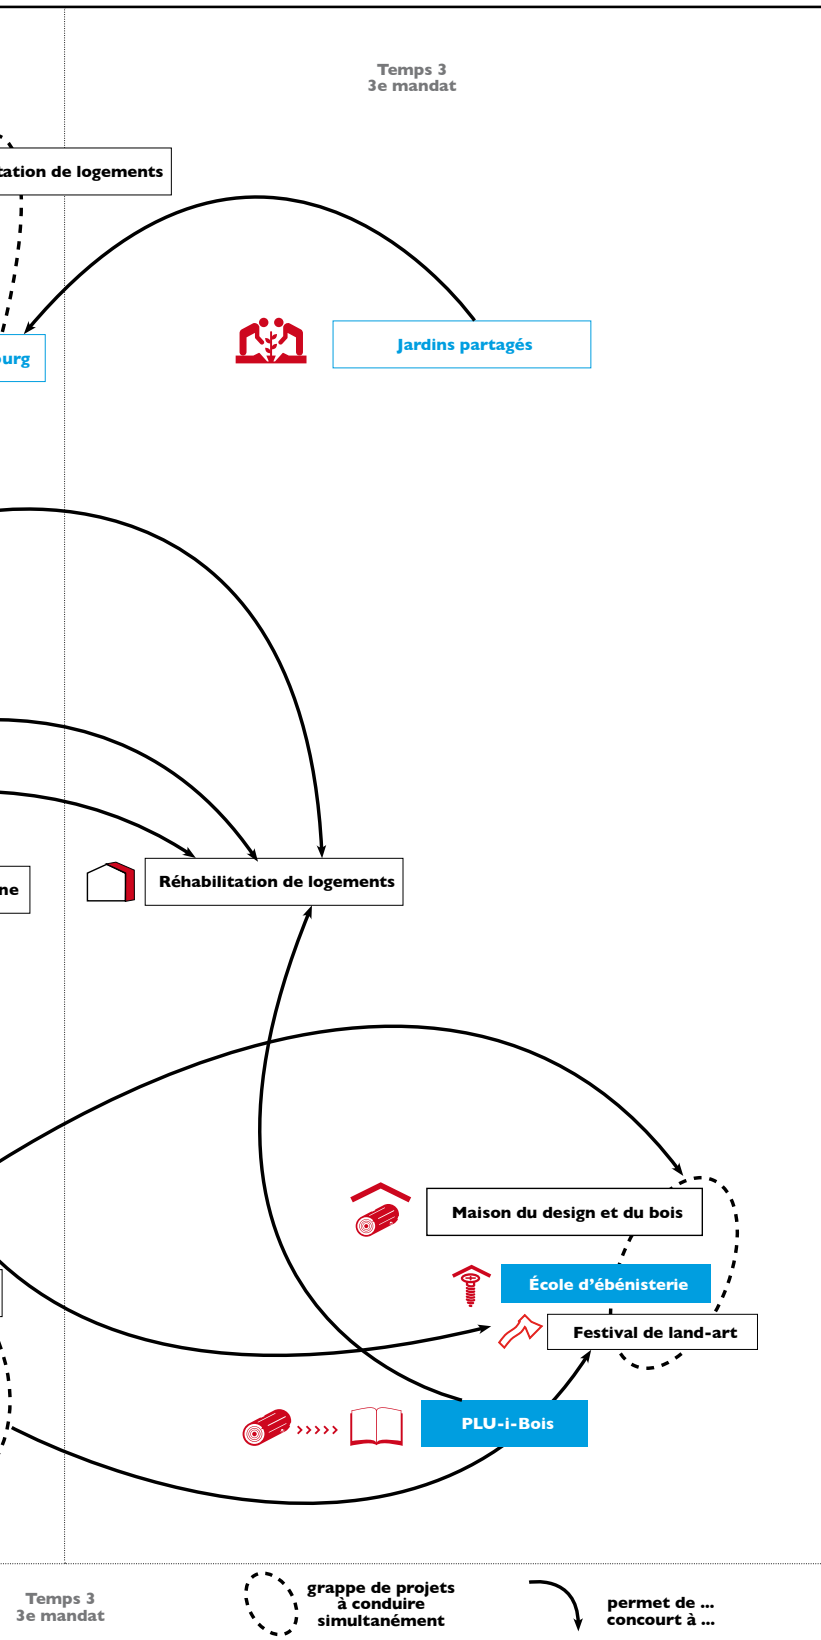 Temps 3
3e mandat
tation de logements
Jardins partagés
ourg
Réhabilitation de logements
ne
Maison du design et du bois
École d'ébénisterie
Festival de land-art
PLU-i-Bois
Temps 3
3e mandat
grappe de projets
à conduire
simultanément
permet de ...
concourt à ...